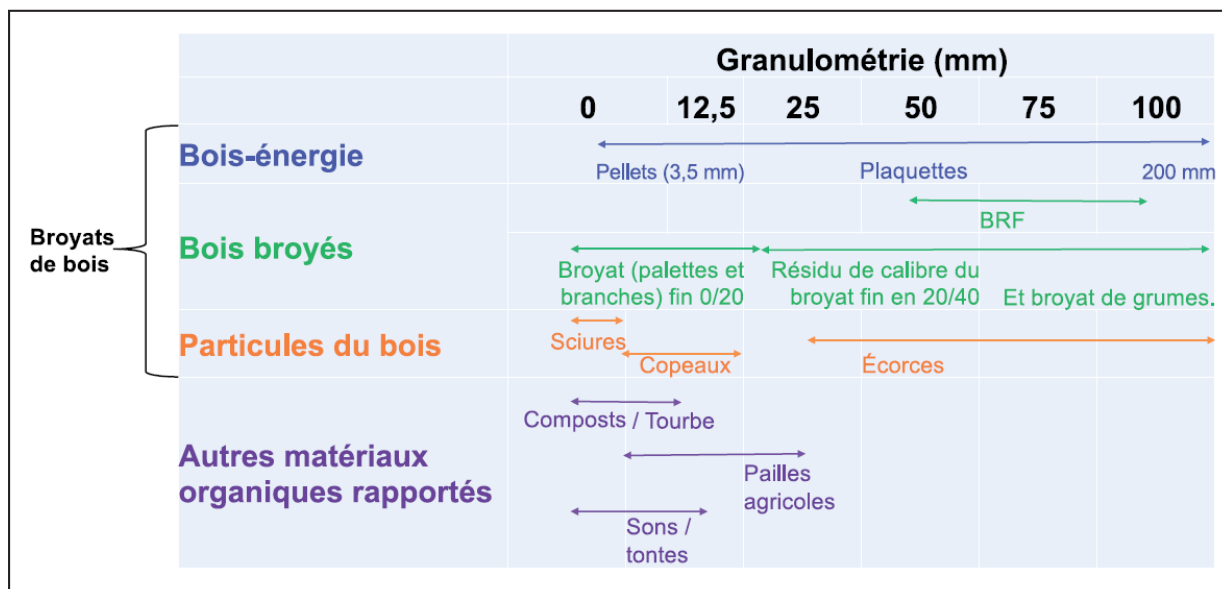 Granulométrie (mm)
0 12,5 25 50 75 100
Broyats
de bois
Bois-énergie
Pellets (3,5 mm) Plaquettes 200 mm
Bois broyés
BRF
Broyat (palettes et
branches) fin 0/20
Résidu de calibre du
broyat fin en 20/40
Et broyat de grumes.
Particules du bois
Sciures
Copeaux
Écorces
Autres matériaux
organiques rapportés
Composts / Tourbe
Pailles
agricoles
Sons /
tontes